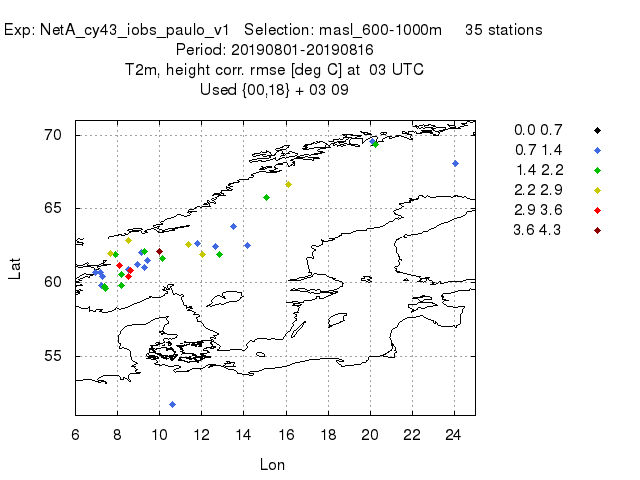 Exp: NetA_cy43_iobs_paulo_v1   Selection: masl_600-1000m     35 stations
Period: 20190801-20190816
T2m, height corr. rmse [deg C] at  03 UTC
Used {00,18} + 03 09
70
65
60
55
6 8 10 12 14 16 18 20 22 24
Lat
Lon
0.0 0.7
0.7 1.4
1.4 2.2
2.2 2.9
2.9 3.6
3.6 4.3